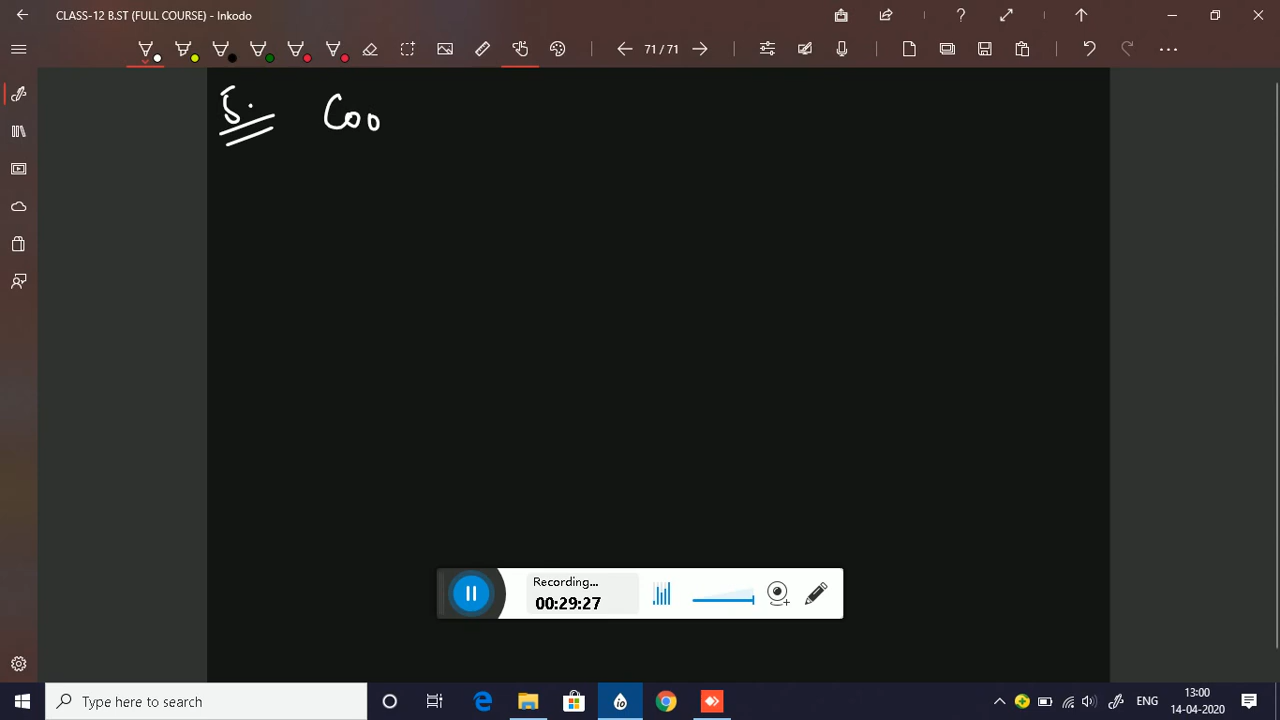 CLASS-12 B.ST (FULL COURSE) - Inkodo
71 / 71
5. Coo
Recording...
00:29:27
Type here to search
ENG
13:00
14-04-2020